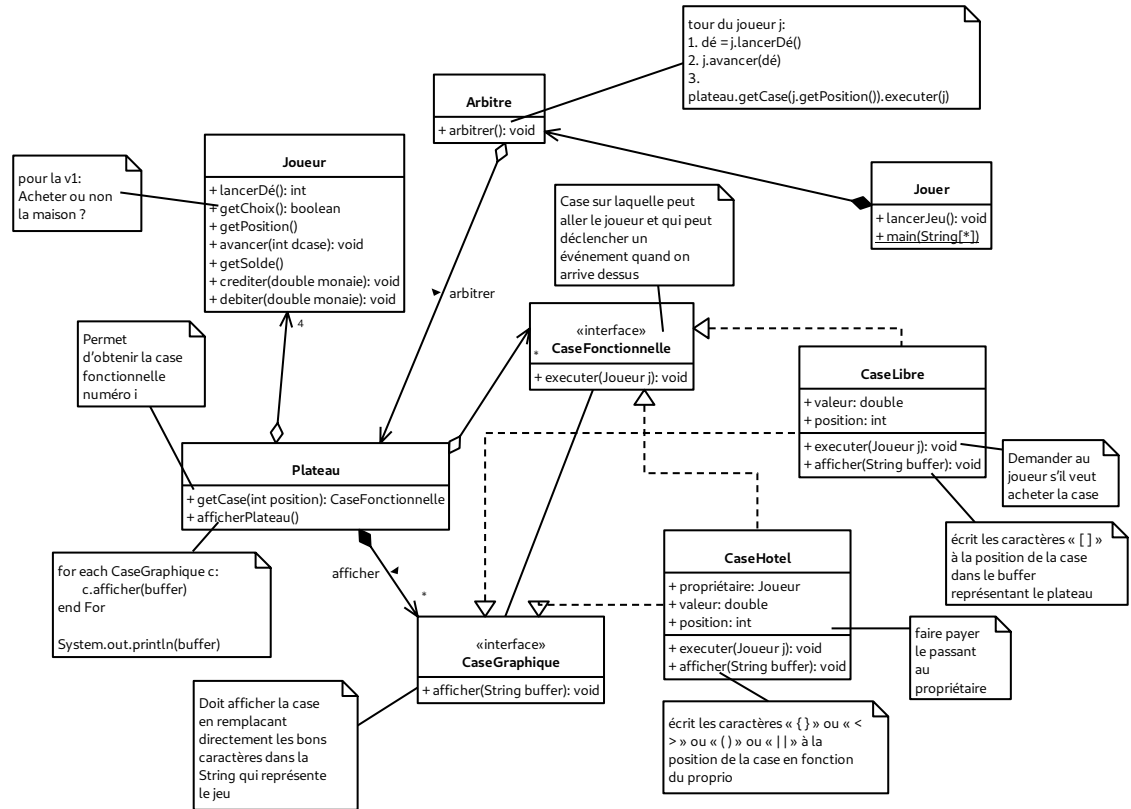 tour du joueur j:
1. dé = j.lancerDé()
2. j.avancer(dé)
3.
plateau.getCase(j.getPosition()).executer(j)
Arbitre
+ arbitrer(): void
Joueur
+ lancerDé(): int
+ getChoix(): boolean
+ getPosition()
+ avancer(int dcase): void
+ getSolde()
+ crediter(double monaie): void
+ debiter(double monaie): void
pour la v1:
Acheter ou non
la maison ?
Case sur laquelle peut
aller le joueur et qui peut
déclencher un
événement quand on
arrive dessus
Jouer
+ lancerJeu(): void
+ main(String[*])
arbitrer
4
Permet
d'obtenir la case
fonctionnelle
numéro i
«interface»
CaseFonctionnelle
*
+ executer(Joueur j): void
CaseLibre
+ valeur: double
+ position: int
+ executer(Joueur j): void
+ afficher(String buffer): void
Demander au
joueur s'il veut
acheter la case
Plateau
+ getCase(int position): CaseFonctionnelle
+ afficherPlateau()
écrit les caractères « [ ] »
à la position de la case
dans le buffer
représentant le plateau
CaseHotel
+ propriétaire: Joueur
+ valeur: double
+ position: int
+ executer(Joueur j): void
+ afficher(String buffer): void
for each CaseGraphique c:
c.afficher(buffer)
end For
System.out.println(buffer)
afficher
*
«interface»
CaseGraphique
+ afficher(String buffer): void
faire payer
le passant
au
propriétaire
Doit afficher la case
en remplacant
directement les bons
caractères dans la
String qui représente
le jeu
écrit les caractères « { } » ou « <
> » ou « ( ) » ou « | | » à la
position de la case en fonction
du proprio